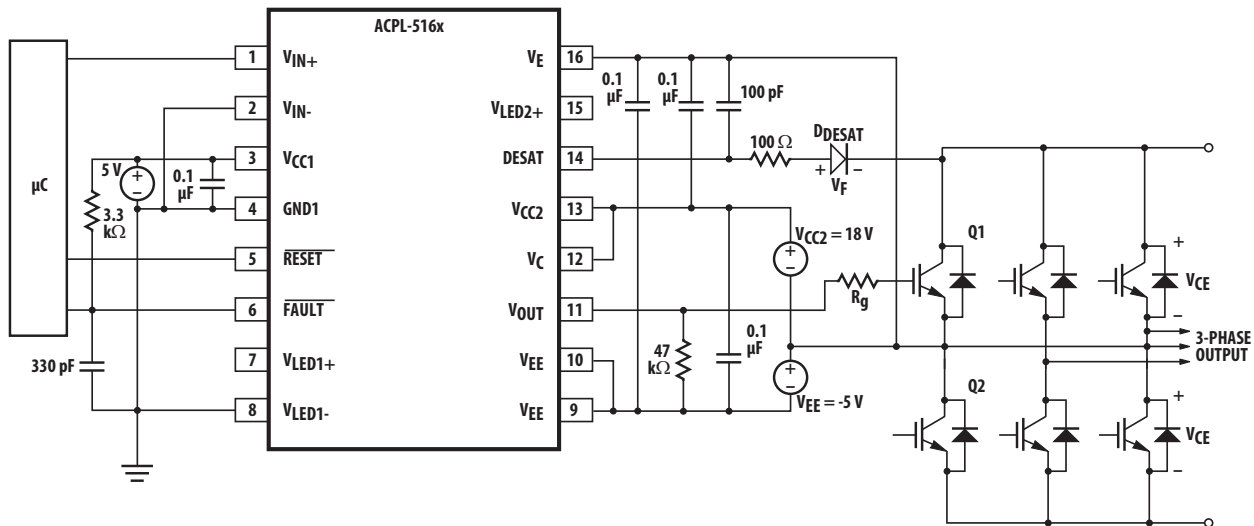 ACPL-516x
µC
1 VIN+
2 VIN-
3 VCC1
4 GND1
5 RESET
6 FAULT
7 VLED1+
8 VLED1-
VE 16
VLED2+ 15
DESAT 14
VCC2 13
VC 12
VOUT 11
VEE 10
VEE 9
5 V
+
–
0.1
µF
3.3
kΩ
330 pF
0.1
µF
0.1
µF
100 pF
100 Ω
DDESAT
+ –
VF
VCC2 = 18 V
+
–
Rg
47
kΩ
0.1
µF
+
–
VEE = -5 V
Q1
+
VCE
–
3-PHASE
OUTPUT
Q2
+
VCE
–